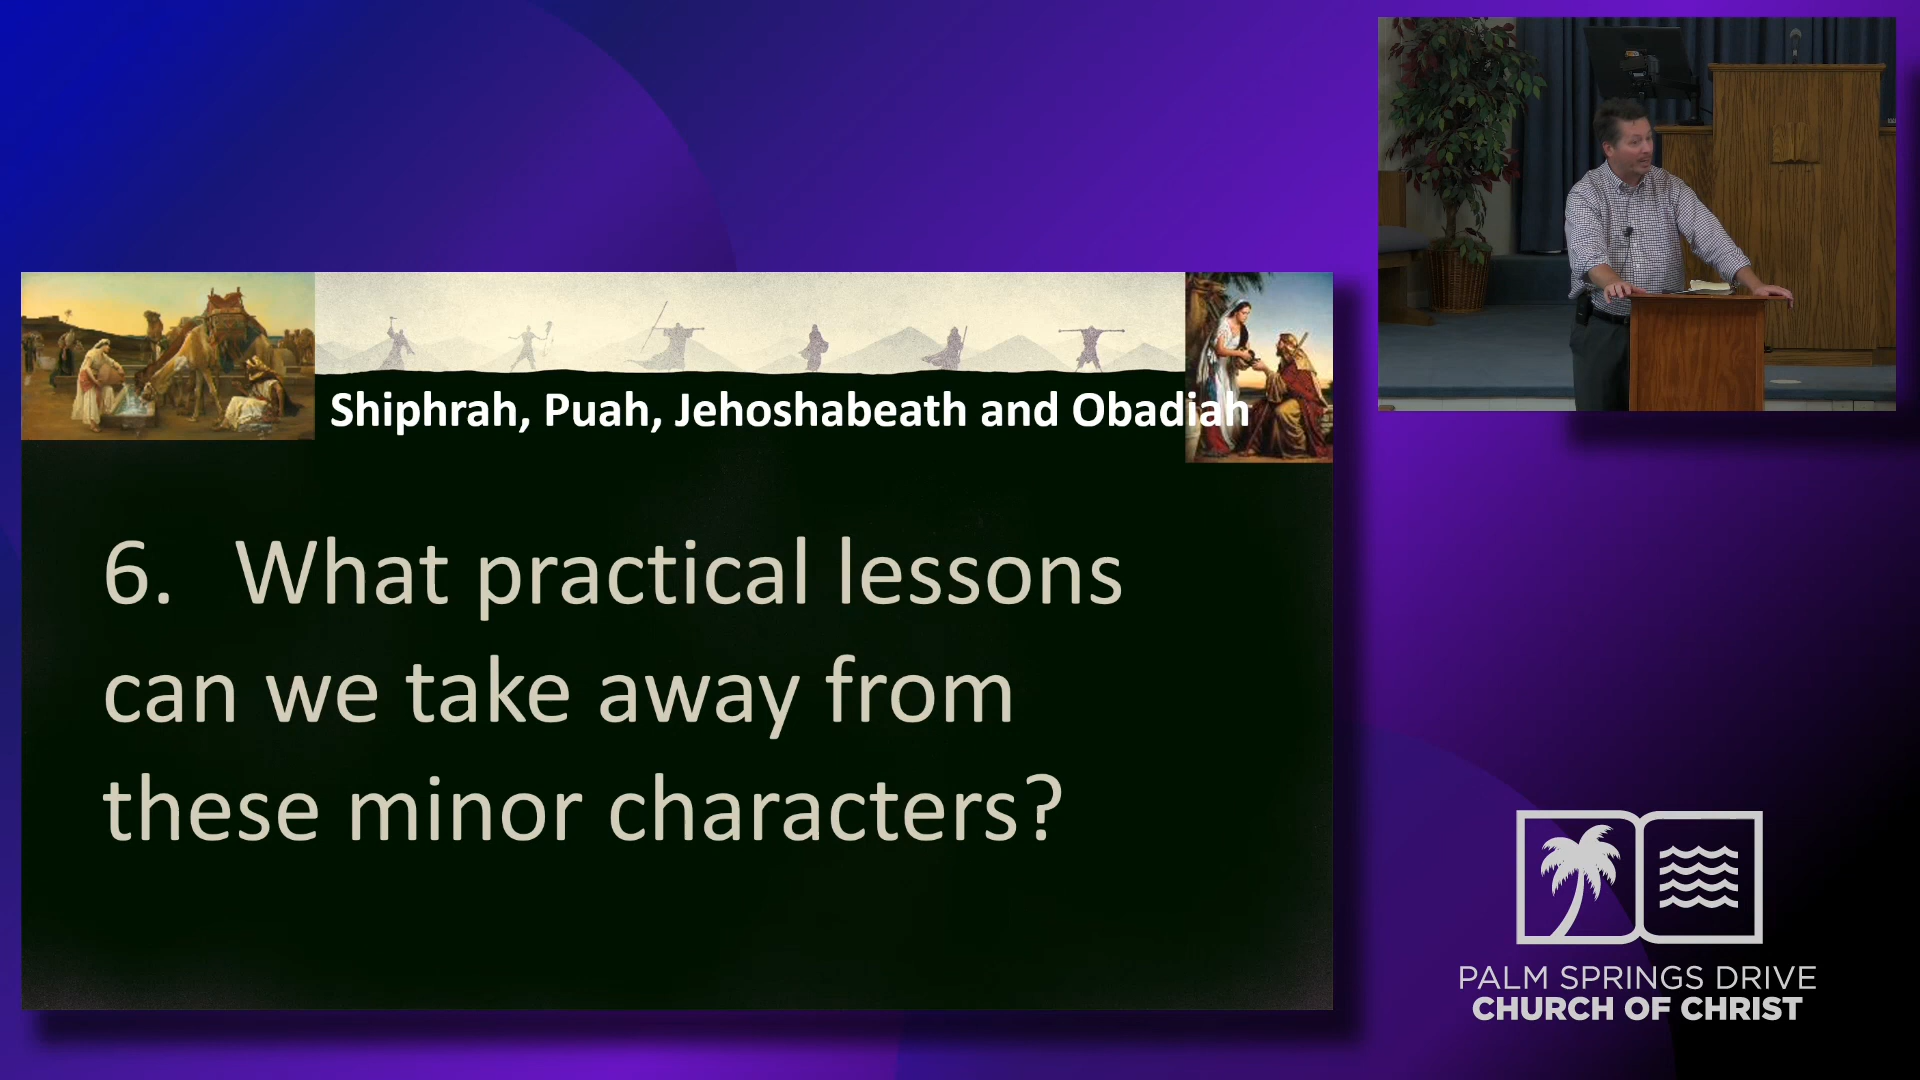 Shiphrah, Puah, Jehoshabeath and Obadiah
6. What practical lessons
can we take away from
these minor characters?
PALM SPRINGS DRIVE
CHURCH OF CHRIST